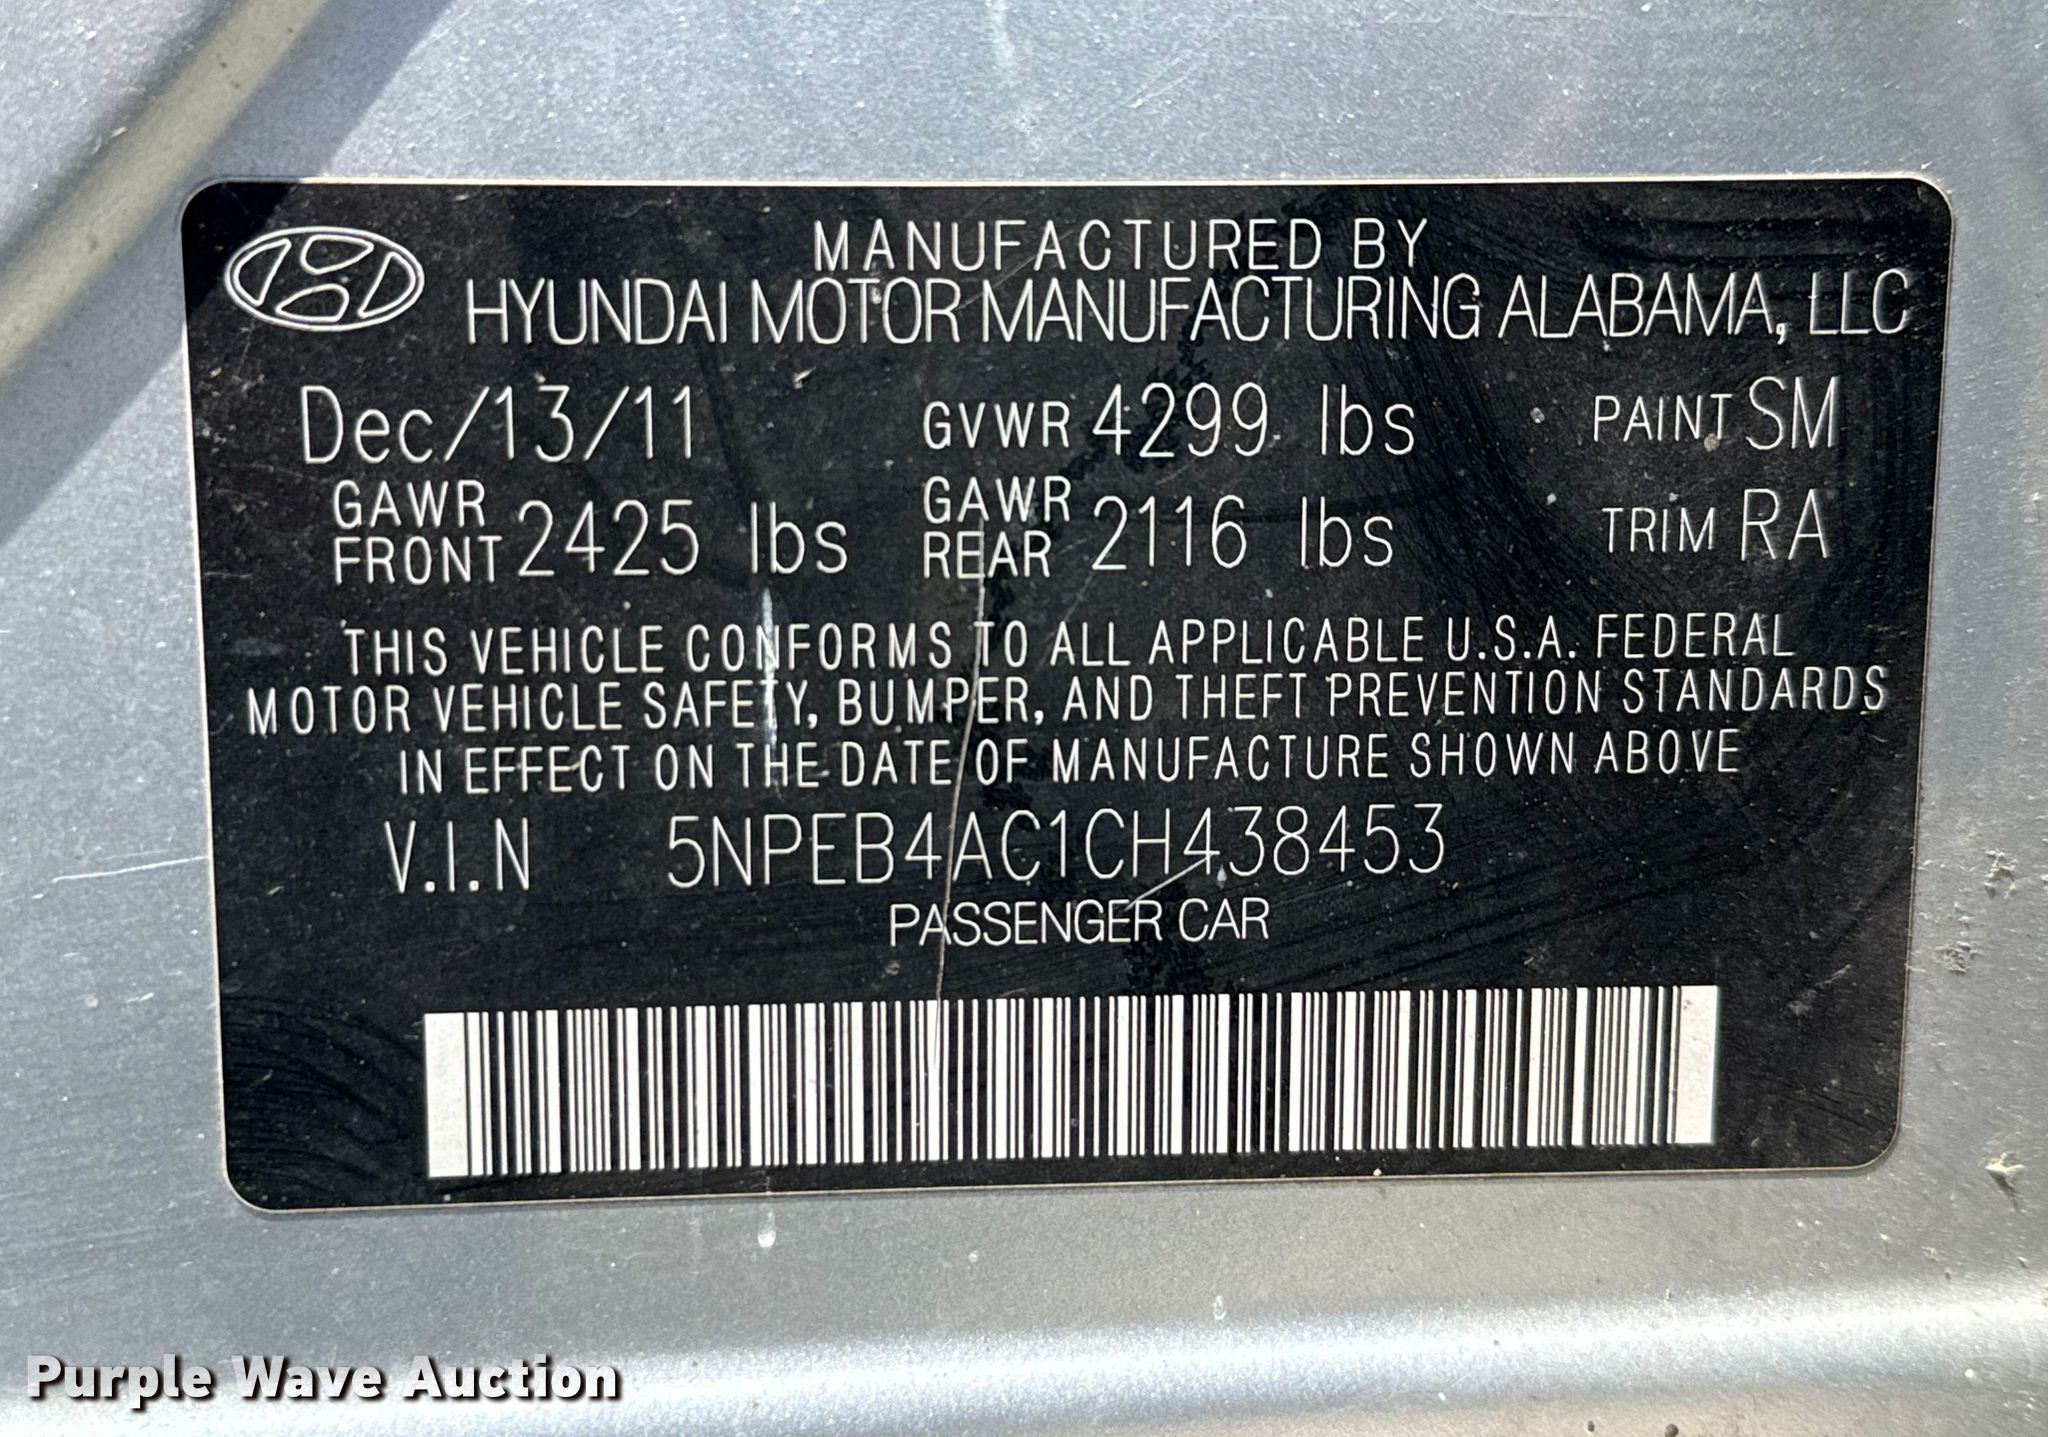 MANUFACTURED BY
HYUNDAI MOTOR MANUFACTURING ALABAMA, LLC
Dec/13/11 GVWR 4299 lbs PAINT SM
GAWR FRONT 2425 lbs GAWR REAR 2116 lbs TRIM RA
THIS VEHICLE CONFORMS TO ALL APPLICABLE U.S.A. FEDERAL
MOTOR VEHICLE SAFETY, BUMPER, AND THEFT PREVENTION STANDARDS
IN EFFECT ON THE DATE OF MANUFACTURE SHOWN ABOVE
V.I.N 5NPEB4AC1CH438453
PASSENGER CAR
Purple Wave Auction